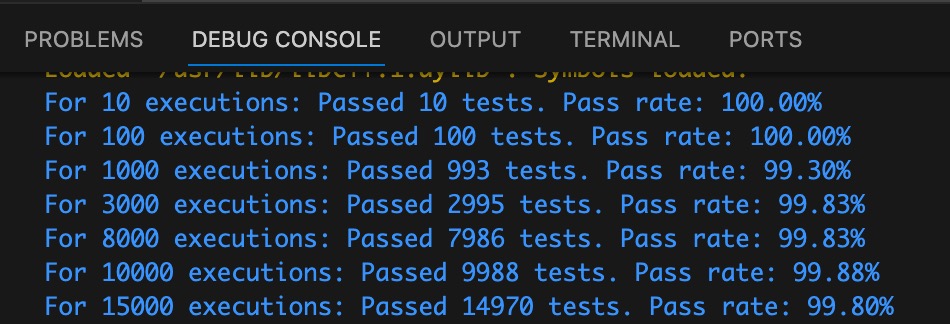 PROBLEMS DEBUG CONSOLE OUTPUT TERMINAL PORTS
For 10 executions: Passed 10 tests. Pass rate: 100.00%
For 100 executions: Passed 100 tests. Pass rate: 100.00%
For 1000 executions: Passed 993 tests. Pass rate: 99.30%
For 3000 executions: Passed 2995 tests. Pass rate: 99.83%
For 8000 executions: Passed 7986 tests. Pass rate: 99.83%
For 10000 executions: Passed 9988 tests. Pass rate: 99.88%
For 15000 executions: Passed 14970 tests. Pass rate: 99.80%